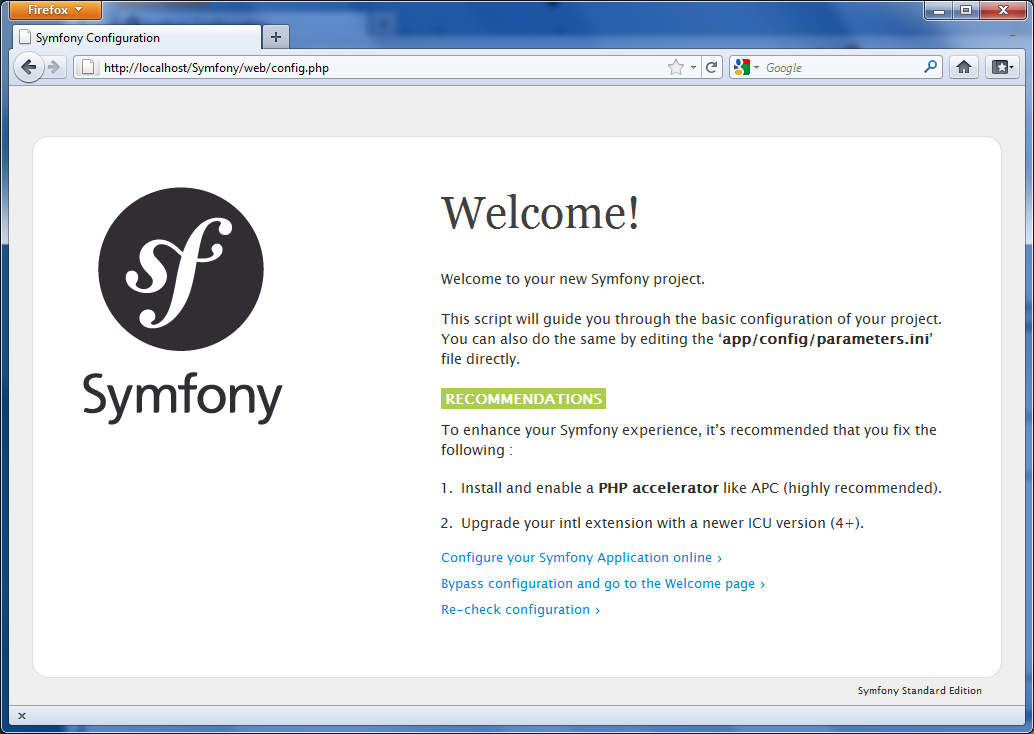 Firefox
Symfony Configuration
http://localhost/Symfony/web/config.php
Google
sf
Symfony
Welcome!
Welcome to your new Symfony project.
This script will guide you through the basic configuration of your project.
You can also do the same by editing the ‘app/config/parameters.ini’
file directly.
RECOMMENDATIONS
To enhance your Symfony experience, it’s recommended that you fix the
following :
1. Install and enable a PHP accelerator like APC (highly recommended).
2. Upgrade your intl extension with a newer ICU version (4+).
Configure your Symfony Application online ›
Bypass configuration and go to the Welcome page ›
Re-check configuration ›
Symfony Standard Edition